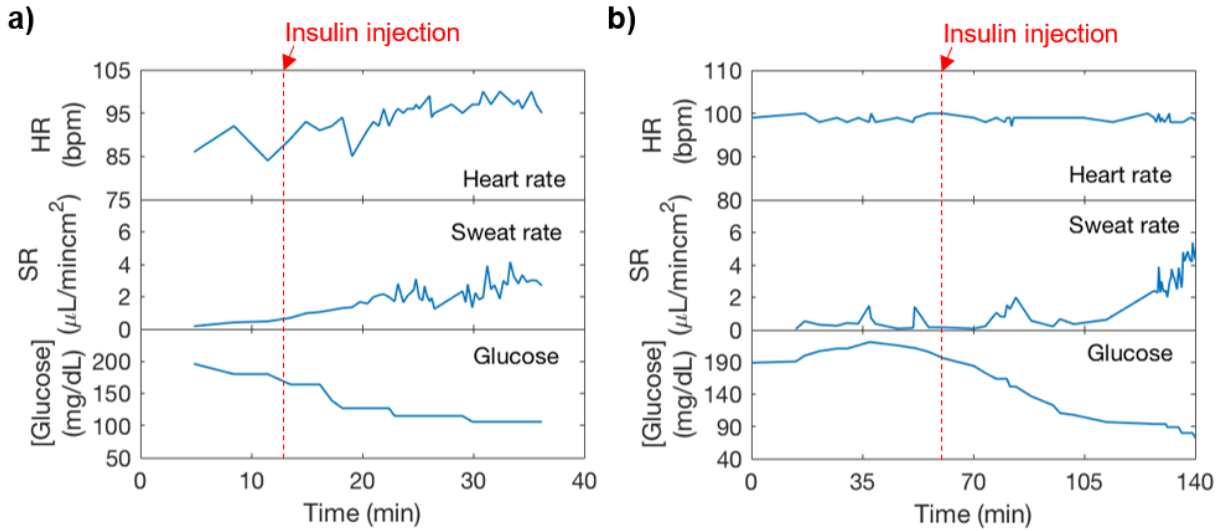 a)
Insulin injection
105
95
85
75
HR
(bpm)
Heart rate
6
4
2
0
SR
(μL/mincm²)
Sweat rate
200
150
100
50
[Glucose]
(mg/dL)
Glucose
0 10 20 30 40
Time (min)
b)
Insulin injection
110
100
90
80
HR
(bpm)
Heart rate
6
4
2
0
SR
(μL/mincm²)
Sweat rate
190
140
90
40
[Glucose]
(mg/dL)
Glucose
0 35 70 105 140
Time (min)